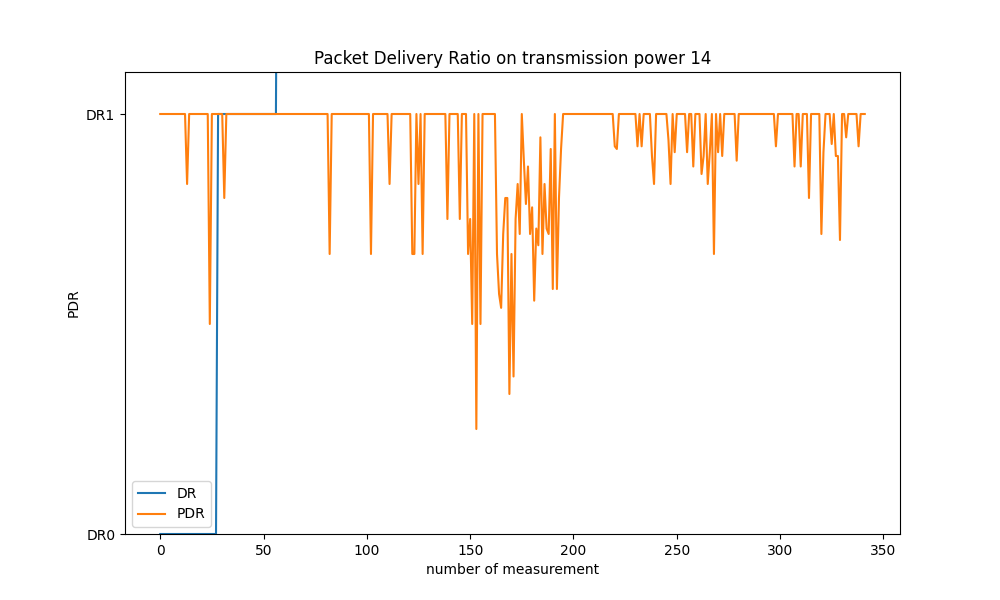 Packet Delivery Ratio on transmission power 14
DR1
PDR
DR0
DR
PDR
0 50 100 150 200 250 300 350
number of measurement